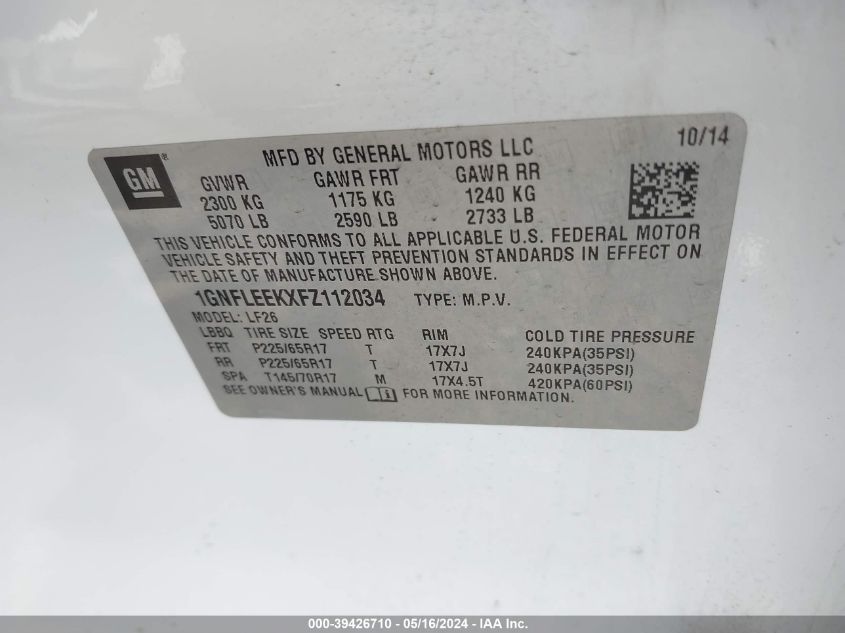 GM ®
MFD BY GENERAL MOTORS LLC 10/14
GVWR GAWR FRT GAWR RR
2300 KG 1175 KG 1240 KG
5070 LB 2590 LB 2733 LB
THIS VEHICLE CONFORMS TO ALL APPLICABLE U.S. FEDERAL MOTOR
VEHICLE SAFETY AND THEFT PREVENTION STANDARDS IN EFFECT ON
THE DATE OF MANUFACTURE SHOWN ABOVE.
1GNFLEEKXFZ112034 TYPE: M.P.V.
MODEL: LF26
LBBQ TIRE SIZE SPEED RTG RIM COLD TIRE PRESSURE
FRT P225/65R17 T 17X7J 240KPA(35PSI)
RR P225/65R17 T 17X7J 240KPA(35PSI)
SPA T145/70R17 M 17X4.5T 420KPA(60PSI)
SEE OWNER'S MANUAL FOR MORE INFORMATION.
000-39426710 - 05/16/2024 - IAA Inc.